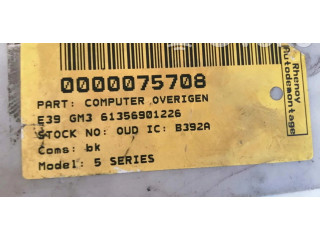 Rhenoy
Autodemontage
0000075708
PART: COMPUTER OVERIGEN
E39 GM3 61356901226
STOCK NO: OUD IC: B392A
Coms: bk
Model: 5 SERIES